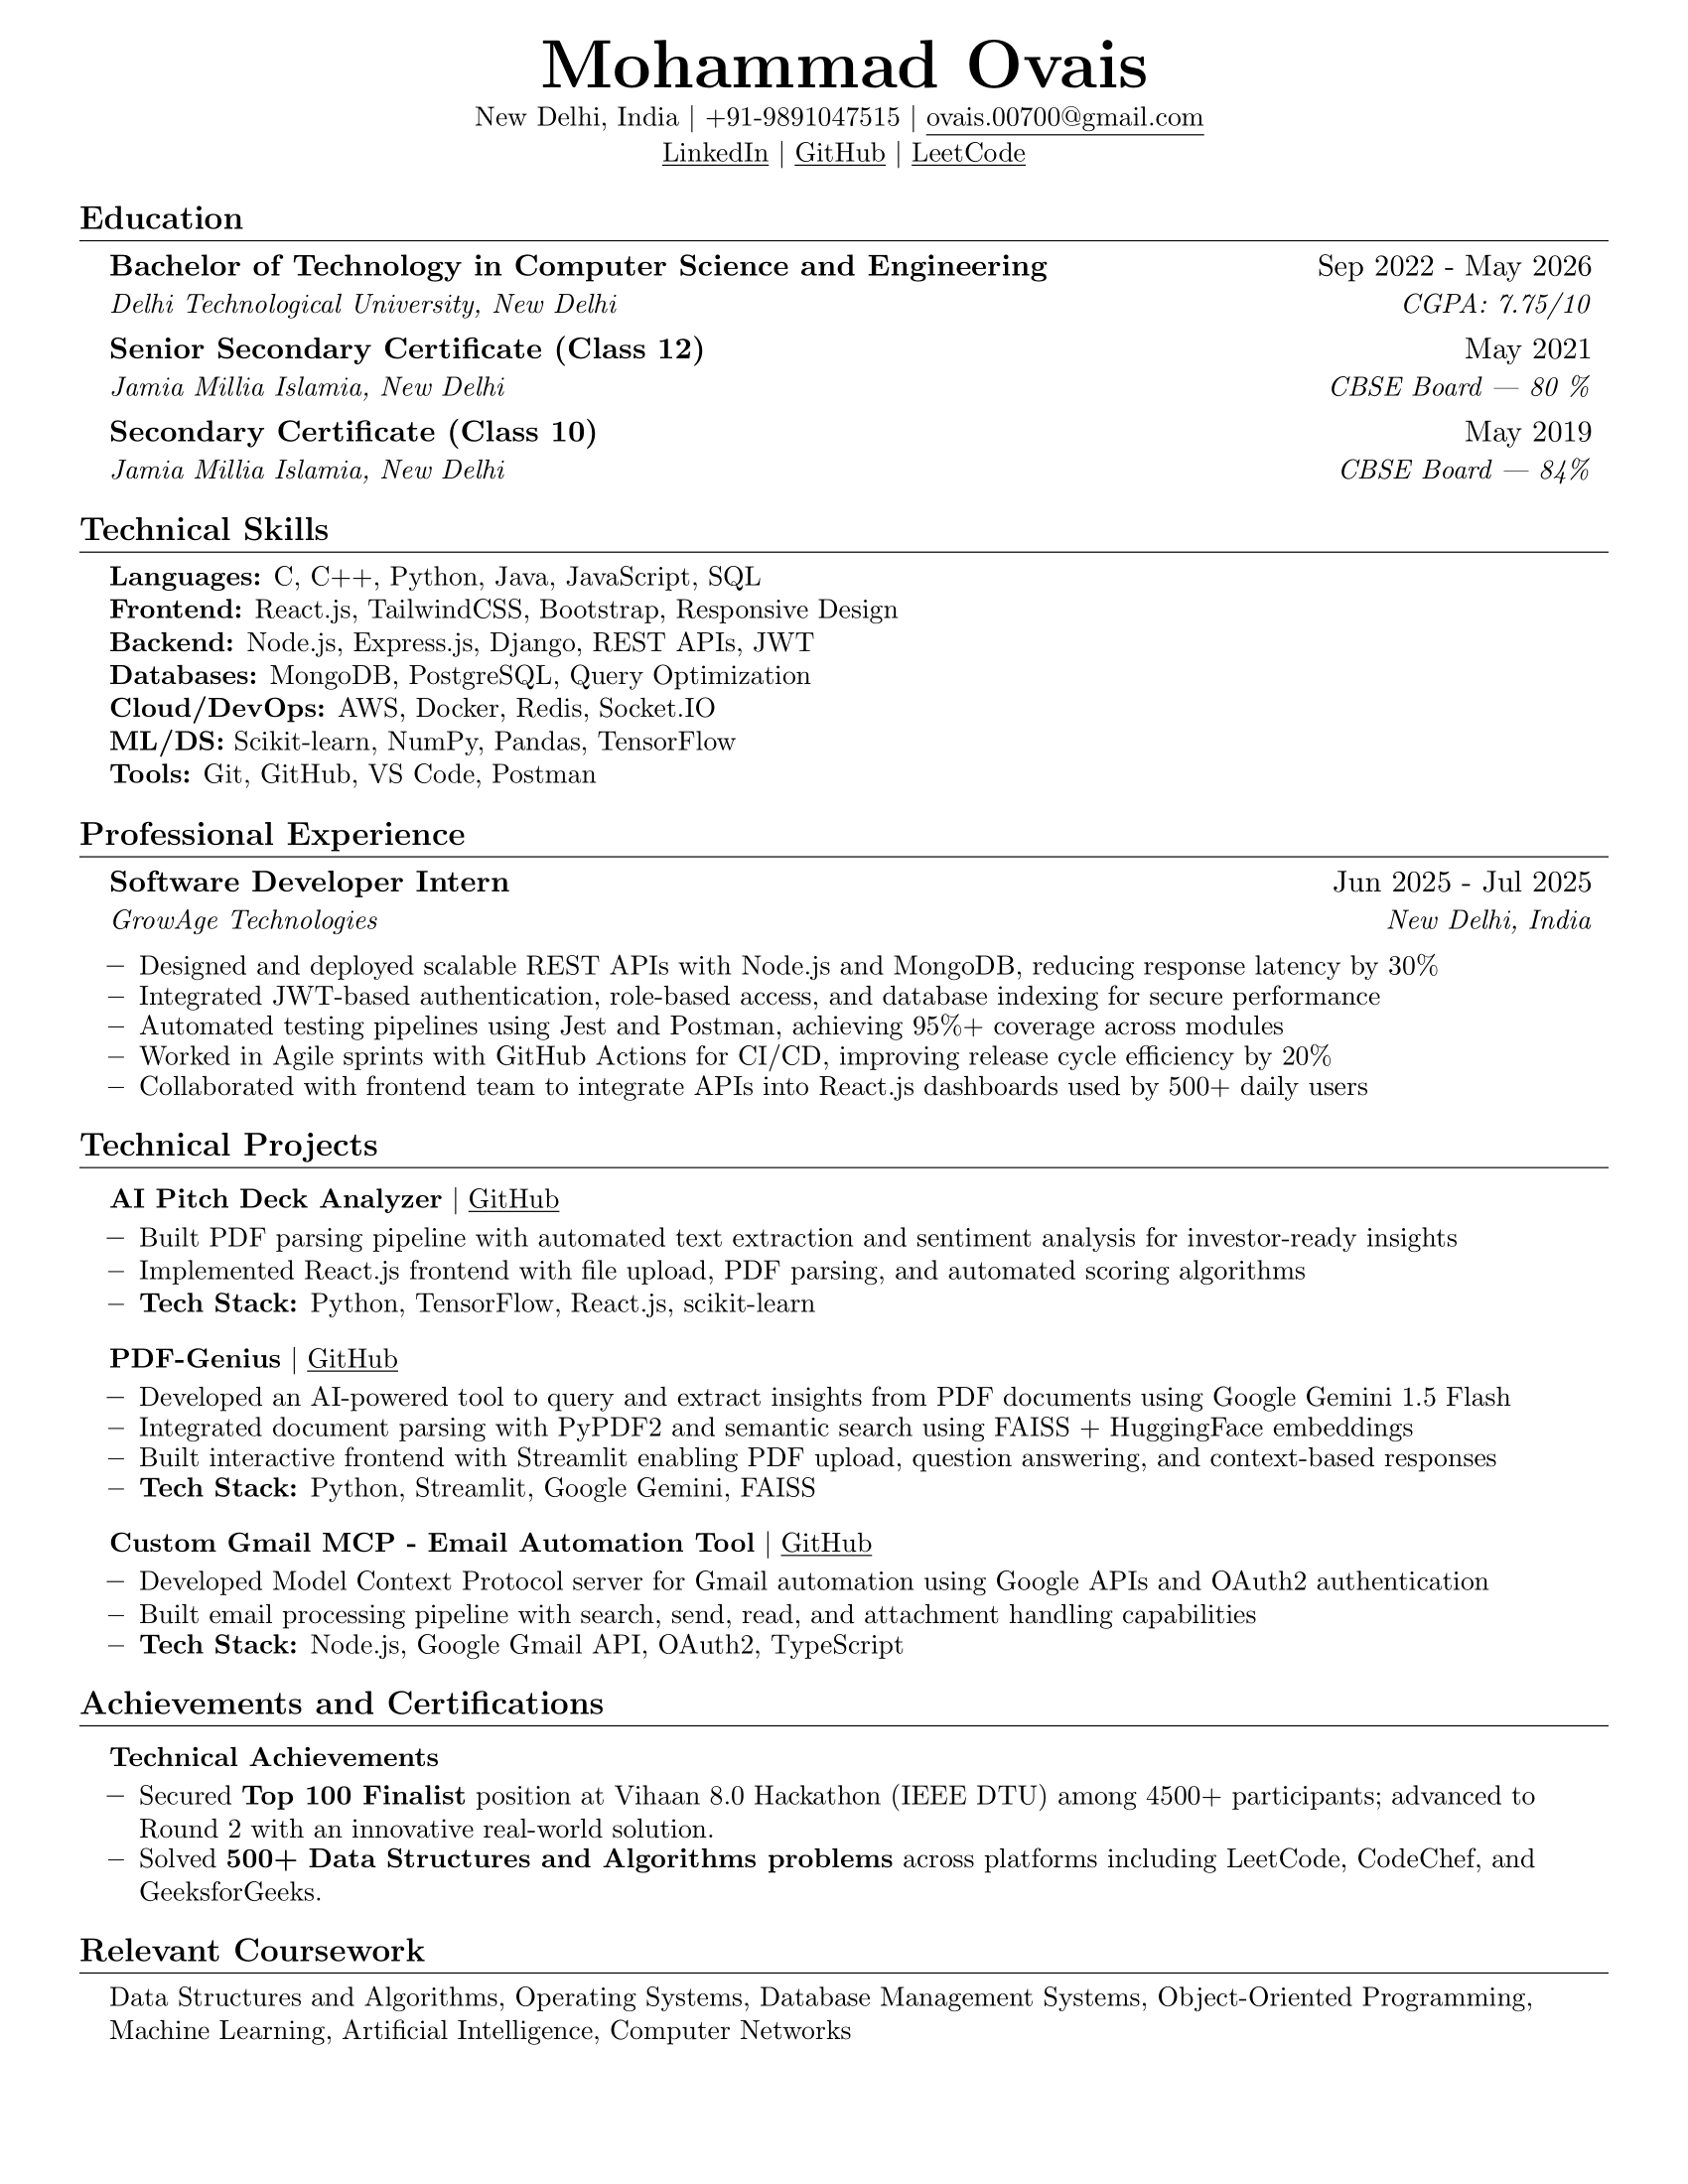 Mohammad Ovais
New Delhi, India | +91-9891047515 | ovais.00700@gmail.com
LinkedIn | GitHub | LeetCode
Education
Bachelor of Technology in Computer Science and Engineering Sep 2022 - May 2026
Delhi Technological University, New Delhi CGPA: 7.75/10
Senior Secondary Certificate (Class 12) May 2021
Jamia Millia Islamia, New Delhi CBSE Board — 80 %
Secondary Certificate (Class 10) May 2019
Jamia Millia Islamia, New Delhi CBSE Board — 84%
Technical Skills
Languages: C, C++, Python, Java, JavaScript, SQL
Frontend: React.js, TailwindCSS, Bootstrap, Responsive Design
Backend: Node.js, Express.js, Django, REST APIs, JWT
Databases: MongoDB, PostgreSQL, Query Optimization
Cloud/DevOps: AWS, Docker, Redis, Socket.IO
ML/DS: Scikit-learn, NumPy, Pandas, TensorFlow
Tools: Git, GitHub, VS Code, Postman
Professional Experience
Software Developer Intern Jun 2025 - Jul 2025
GrowAge Technologies New Delhi, India
– Designed and deployed scalable REST APIs with Node.js and MongoDB, reducing response latency by 30%
– Integrated JWT-based authentication, role-based access, and database indexing for secure performance
– Automated testing pipelines using Jest and Postman, achieving 95%+ coverage across modules
– Worked in Agile sprints with GitHub Actions for CI/CD, improving release cycle efficiency by 20%
– Collaborated with frontend team to integrate APIs into React.js dashboards used by 500+ daily users
Technical Projects
AI Pitch Deck Analyzer | GitHub
– Built PDF parsing pipeline with automated text extraction and sentiment analysis for investor-ready insights
– Implemented React.js frontend with file upload, PDF parsing, and automated scoring algorithms
– Tech Stack: Python, TensorFlow, React.js, scikit-learn
PDF-Genius | GitHub
– Developed an AI-powered tool to query and extract insights from PDF documents using Google Gemini 1.5 Flash
– Integrated document parsing with PyPDF2 and semantic search using FAISS + HuggingFace embeddings
– Built interactive frontend with Streamlit enabling PDF upload, question answering, and context-based responses
– Tech Stack: Python, Streamlit, Google Gemini, FAISS
Custom Gmail MCP - Email Automation Tool | GitHub
– Developed Model Context Protocol server for Gmail automation using Google APIs and OAuth2 authentication
– Built email processing pipeline with search, send, read, and attachment handling capabilities
– Tech Stack: Node.js, Google Gmail API, OAuth2, TypeScript
Achievements and Certifications
Technical Achievements
– Secured Top 100 Finalist position at Vihaan 8.0 Hackathon (IEEE DTU) among 4500+ participants; advanced to
Round 2 with an innovative real-world solution.
– Solved 500+ Data Structures and Algorithms problems across platforms including LeetCode, CodeChef, and
GeeksforGeeks.
Relevant Coursework
Data Structures and Algorithms, Operating Systems, Database Management Systems, Object-Oriented Programming,
Machine Learning, Artificial Intelligence, Computer Networks